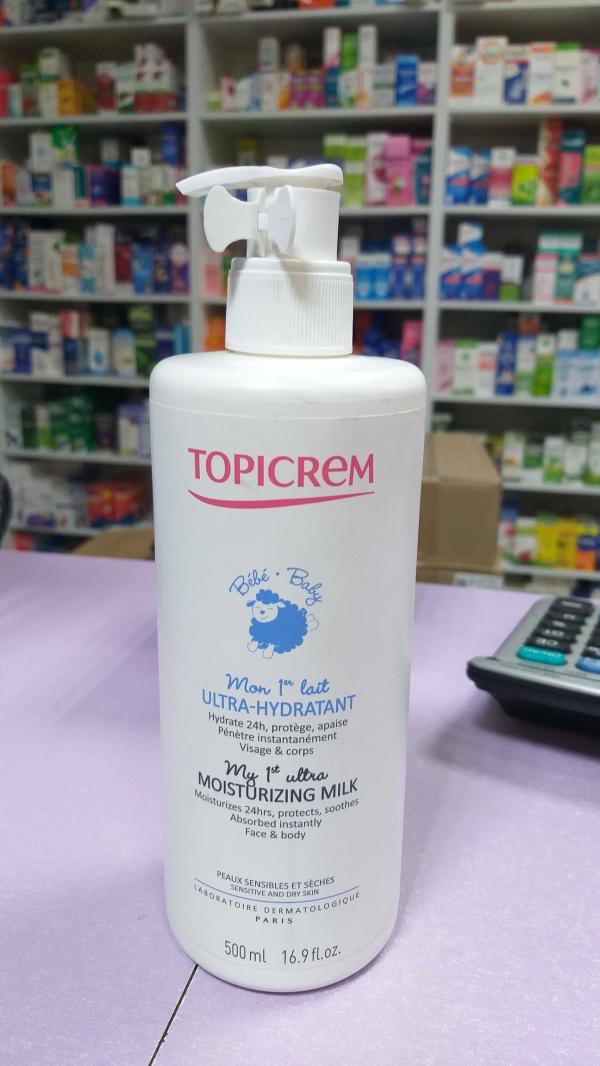 TOPICREM
Bébé · Baby
Mon 1er lait
ULTRA-HYDRATANT
Hydrate 24h, protège, apaise
Pénètre instantanément
Visage & corps
My 1st ultra
MOISTURIZING MILK
Moisturizes 24hrs, protects, soothes
Absorbed instantly
Face & body
PEAUX SENSIBLES ET SÈCHES
SENSITIVE AND DRY SKIN
LABORATOIRE DERMATOLOGIQUE
PARIS
500 ml 16.9 fl.oz.